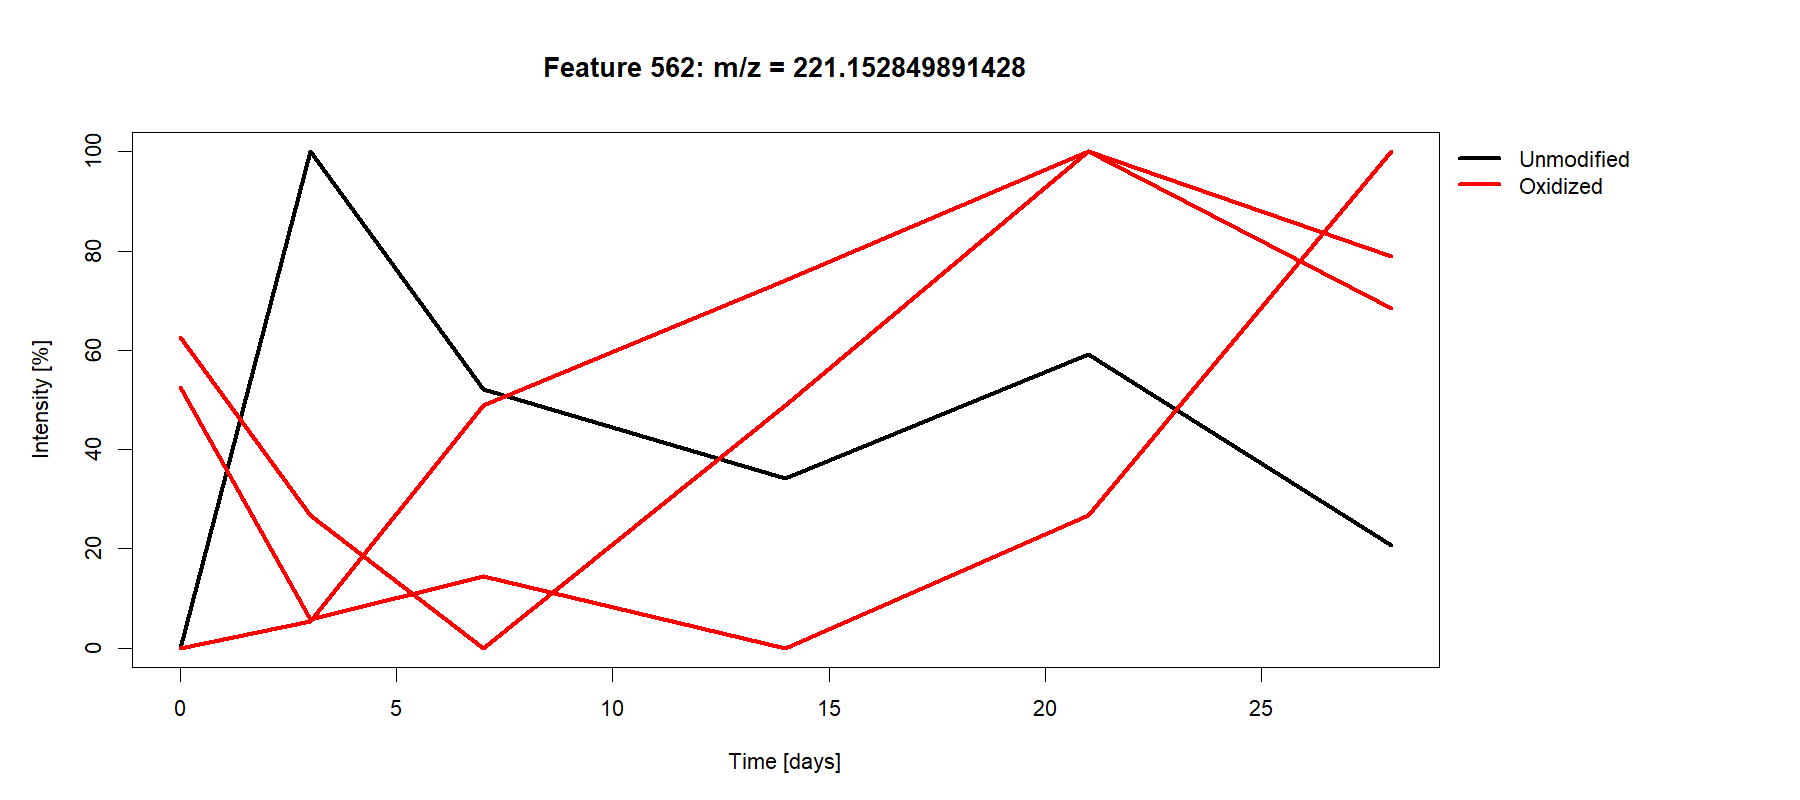 Feature 562: m/z = 221.152849891428
Unmodified
Oxidized
100
80
60
40
20
0
Intensity [%]
0 5 10 15 20 25
Time [days]